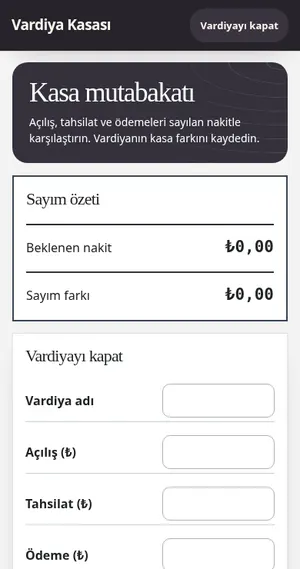 Vardiya Kasası
Vardiyayı kapat
Kasa mutabakatı
Açılış, tahsilat ve ödemeleri sayılan nakitle
karşılaştırın. Vardiyanın kasa farkını kaydedin.
Sayım özeti
Beklenen nakit ₺0,00
Sayım farkı ₺0,00
Vardiyayı kapat
Vardiya adı
Açılış (₺)
Tahsilat (₺)
Ödeme (₺)